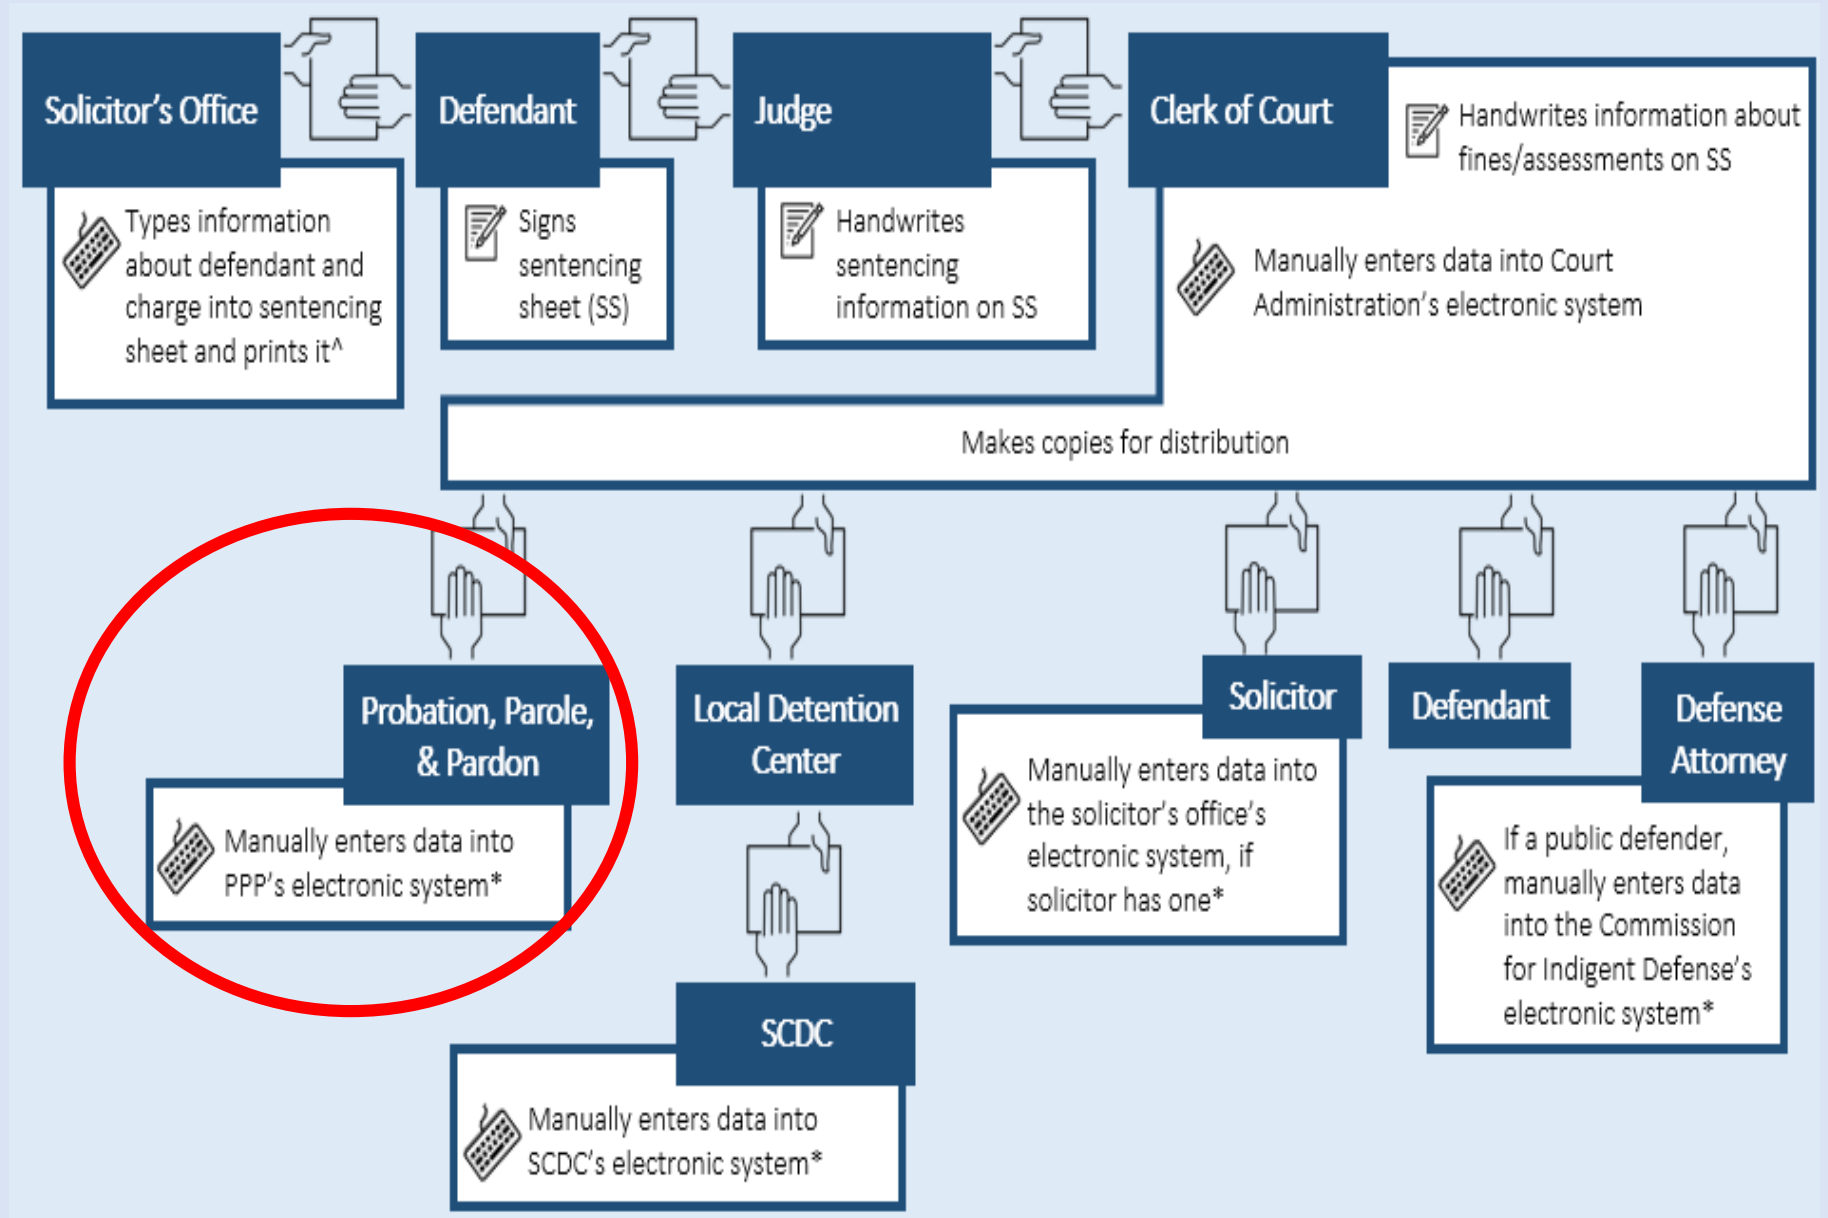 Solicitor's Office
Types information
about defendant and
charge into sentencing
sheet and prints it^
Defendant
Signs
sentencing
sheet (SS)
Judge
Handwrites
sentencing
information on SS
Clerk of Court
Handwrites information about
fines/assessments on SS
Manually enters data into Court
Administration's electronic system
Makes copies for distribution
Probation, Parole,
& Pardon
Manually enters data into
PPP's electronic system*
Local Detention
Center
SCDC
Manually enters data into
SCDC's electronic system*
Solicitor
Manually enters data into
the solicitor's office's
electronic system, if
solicitor has one*
Defendant
Defense
Attorney
If a public defender,
manually enters data
into the Commission
for Indigent Defense's
electronic system*